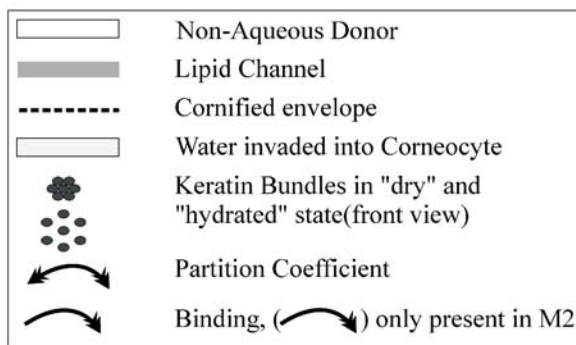 Non-Aqueous Donor
Lipid Channel
Cornified envelope
Water invaded into Corneocyte
Keratin Bundles in "dry" and
"hydrated" state(front view)
Partition Coefficient
Binding, ( ) only present in M2